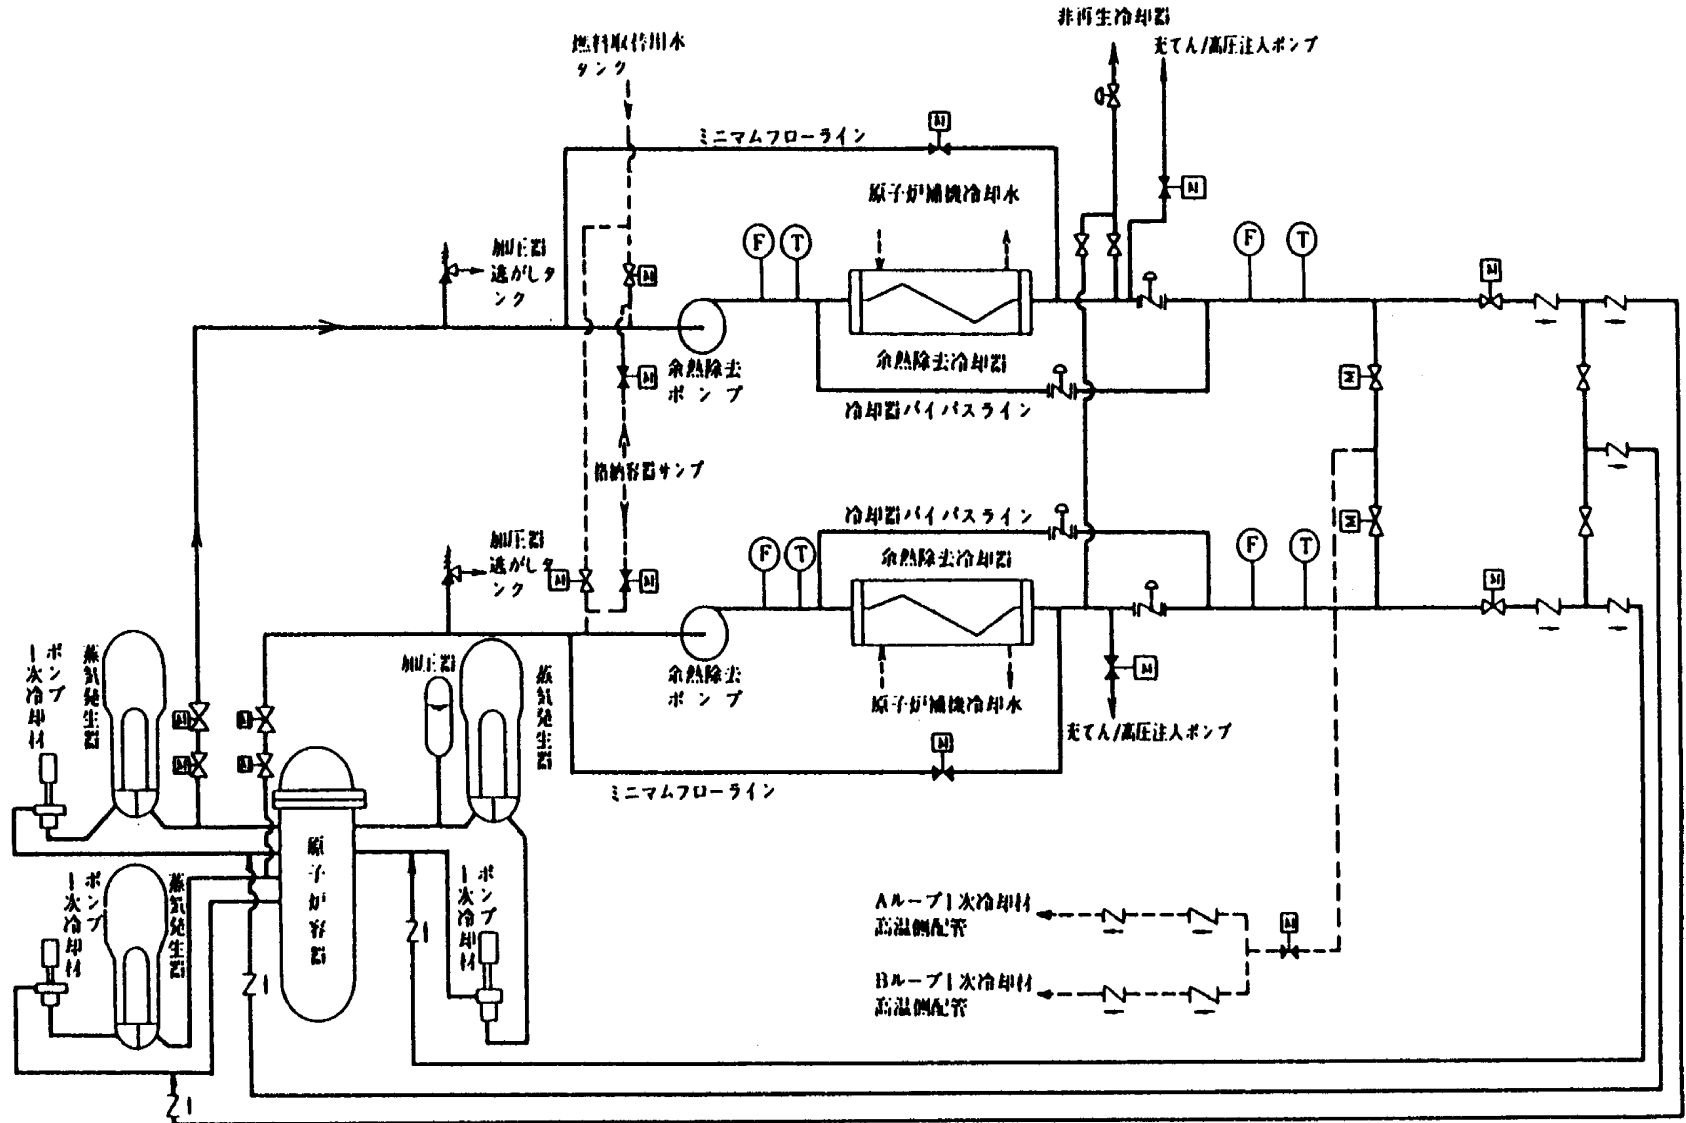 非再生冷却器
燃料取替用水
タンク
充てん/高圧注入ポンプ
M
ミニマムフローライン
M
原子炉補機冷却水
F
T
F
T
加圧器
逃がしタ
ンク
M
M
余熱除去
ポンプ
余熱除去冷却器
M
M
冷却器バイパスライン
格納容器サンプ
冷却器バイパスライン
M
加圧器
逃がしタ
ンク
F
T
余熱除去冷却器
F
T
M
M
M
余熱除去
ポンプ
M
原子炉補機冷却水
充てん/高圧注入ポンプ
M
ミニマムフローライン
1次冷却材
ポンプ
蒸気発生器
M
M
M
M
加圧器
蒸気発生器
原子炉容器
1次冷却材
ポンプ
蒸気発生器
1次冷却材
ポンプ
Aループ1次冷却材
高温側配管
M
Bループ1次冷却材
高温側配管